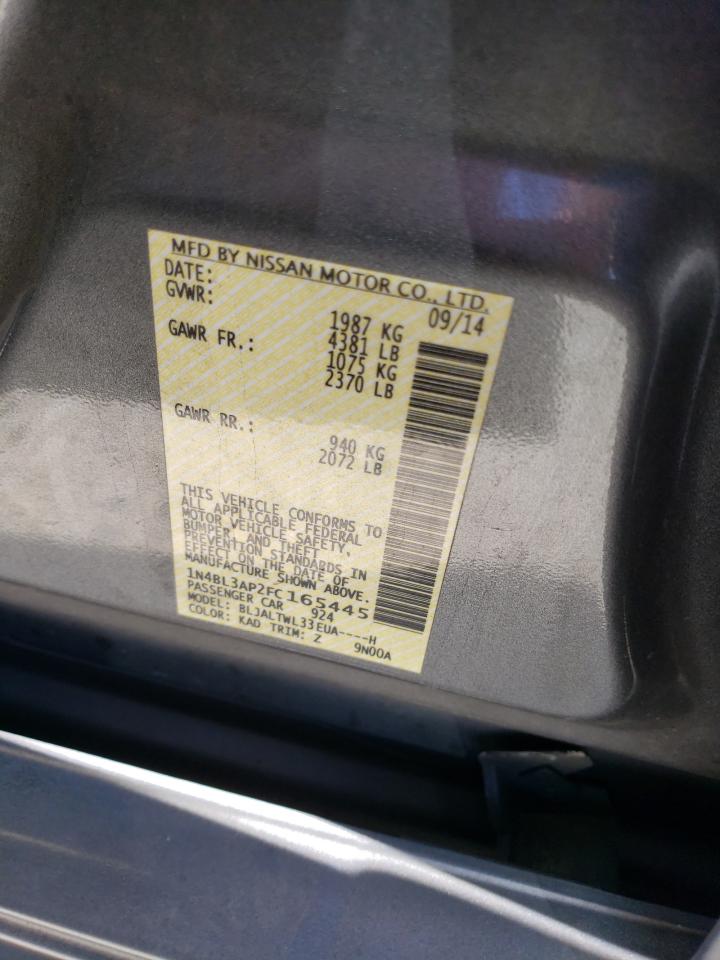 MFD BY NISSAN MOTOR CO., LTD.
DATE: 09/14
GVWR: 1987 KG
4381 LB
GAWR FR.: 1075 KG
2370 LB
GAWR RR.: 940 KG
2072 LB
THIS VEHICLE CONFORMS TO
ALL APPLICABLE FEDERAL
MOTOR VEHICLE SAFETY,
BUMPER, AND THEFT
PREVENTION STANDARDS IN
EFFECT ON THE DATE OF
MANUFACTURE SHOWN ABOVE.
1N4BL3AP2FC165445
PASSENGER CAR 924
MODEL: BLJALTWL33EUA----H
COLOR: KAD TRIM: Z 9N00A